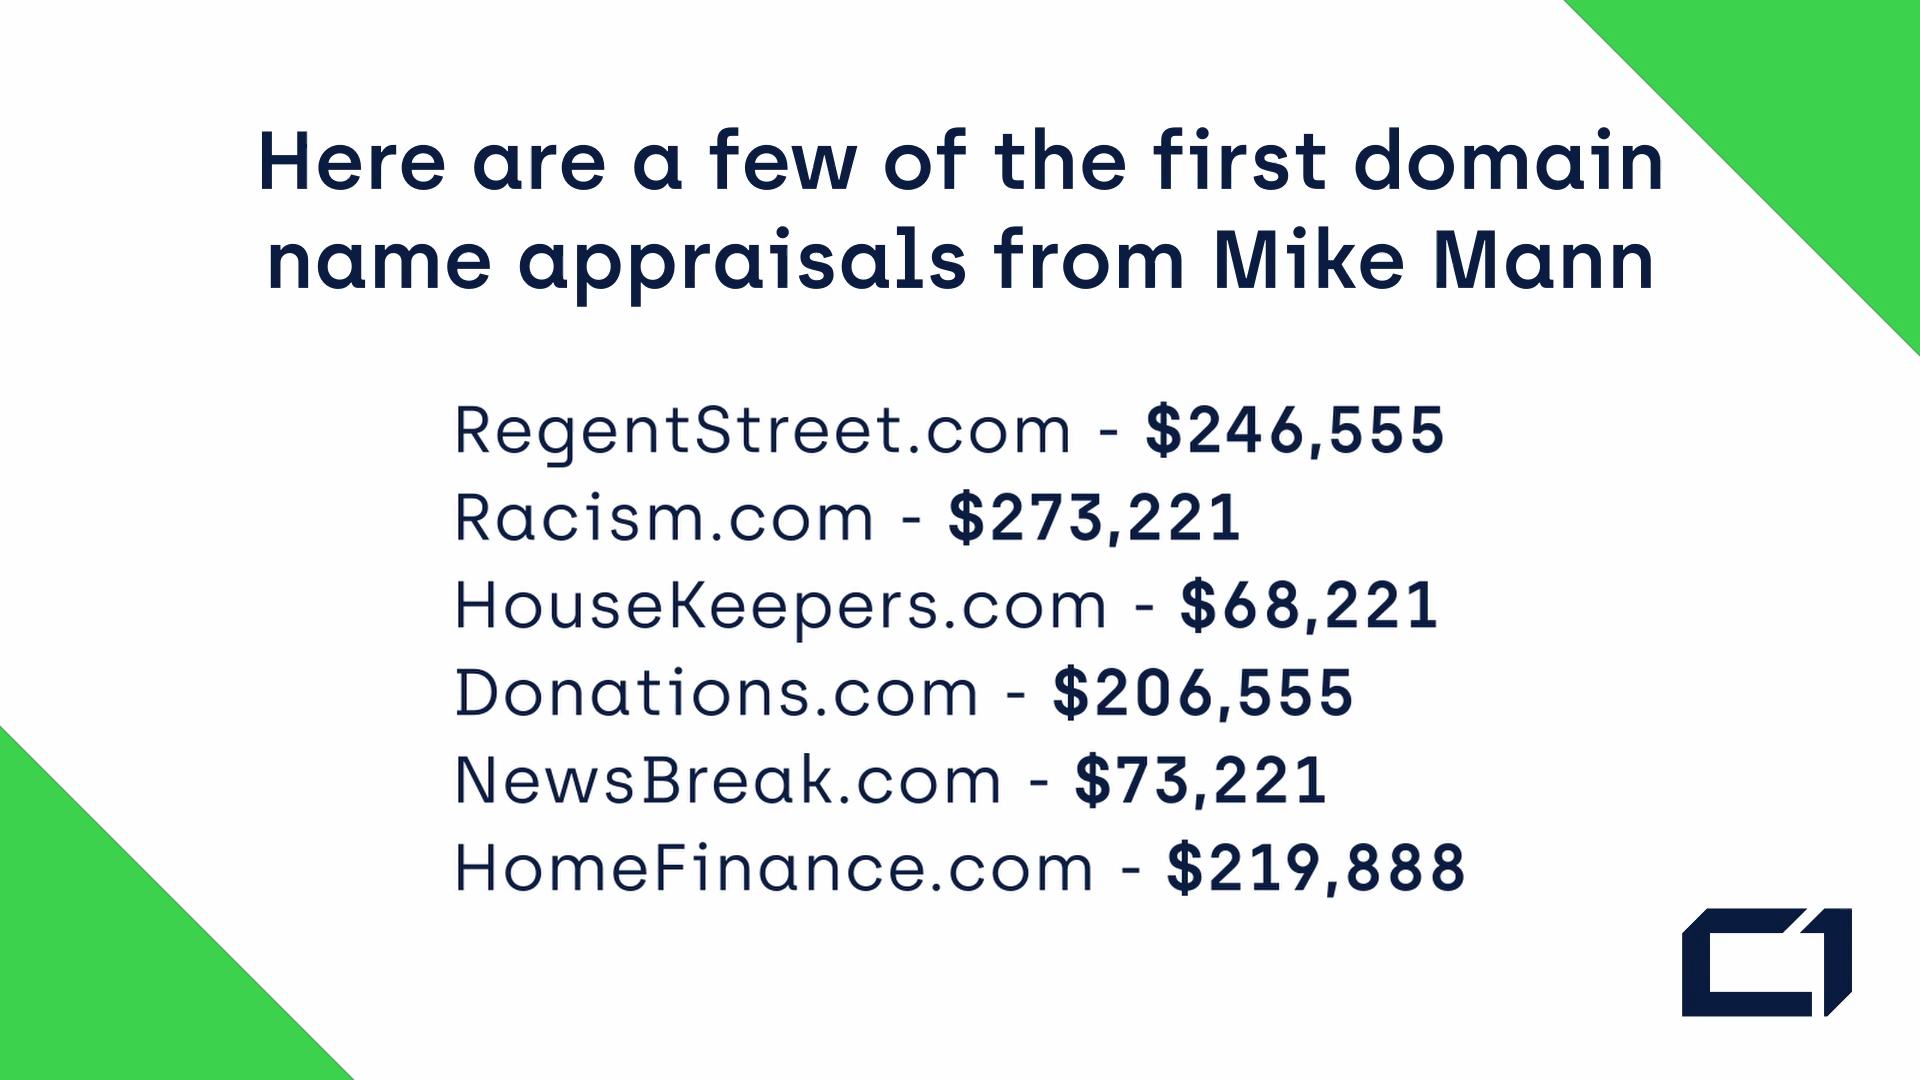 Here are a few of the first domain
name appraisals from Mike Mann
RegentStreet.com - $246,555
Racism.com - $273,221
HouseKeepers.com - $68,221
Donations.com - $206,555
NewsBreak.com - $73,221
HomeFinance.com - $219,888